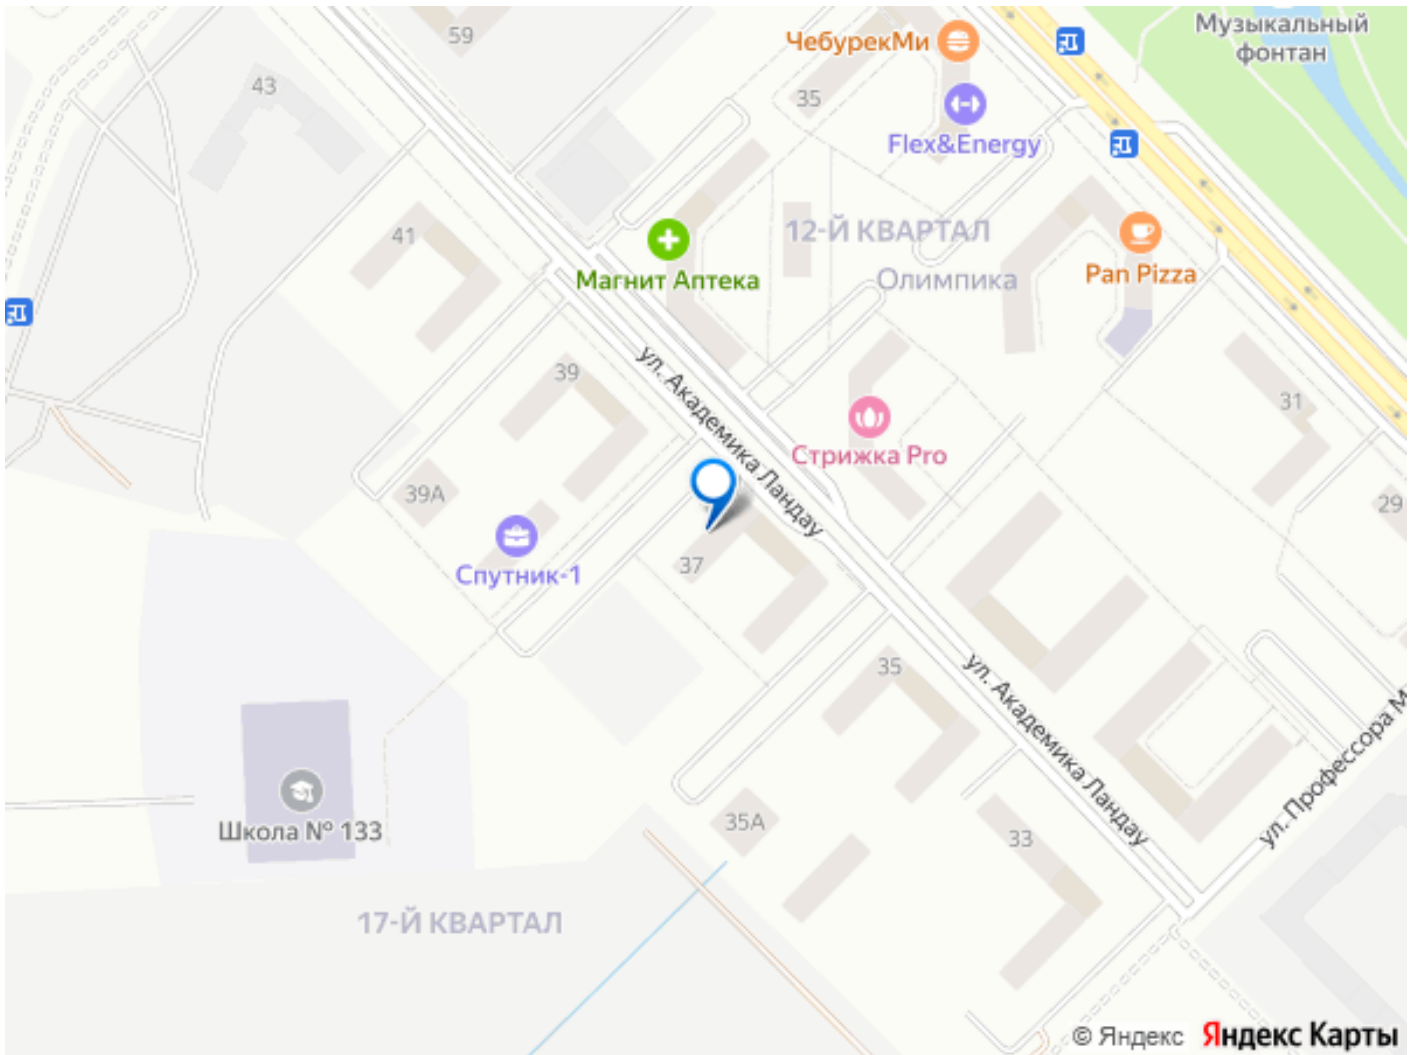 59
ЧебурекМи
Музыкальный
фонтан
43
35
Flex&Energy
41
12-Й КВАРТАЛ
Магнит Аптека
Олимпика
Pan Pizza
39
ул. Академика Ландау
31
Стрижка Pro
39А
29
37
Спутник-1
35
ул. Академика Ландау
ул. Профессора М
35А
33
Школа № 133
17-Й КВАРТАЛ
© Яндекс Яндекс Карты